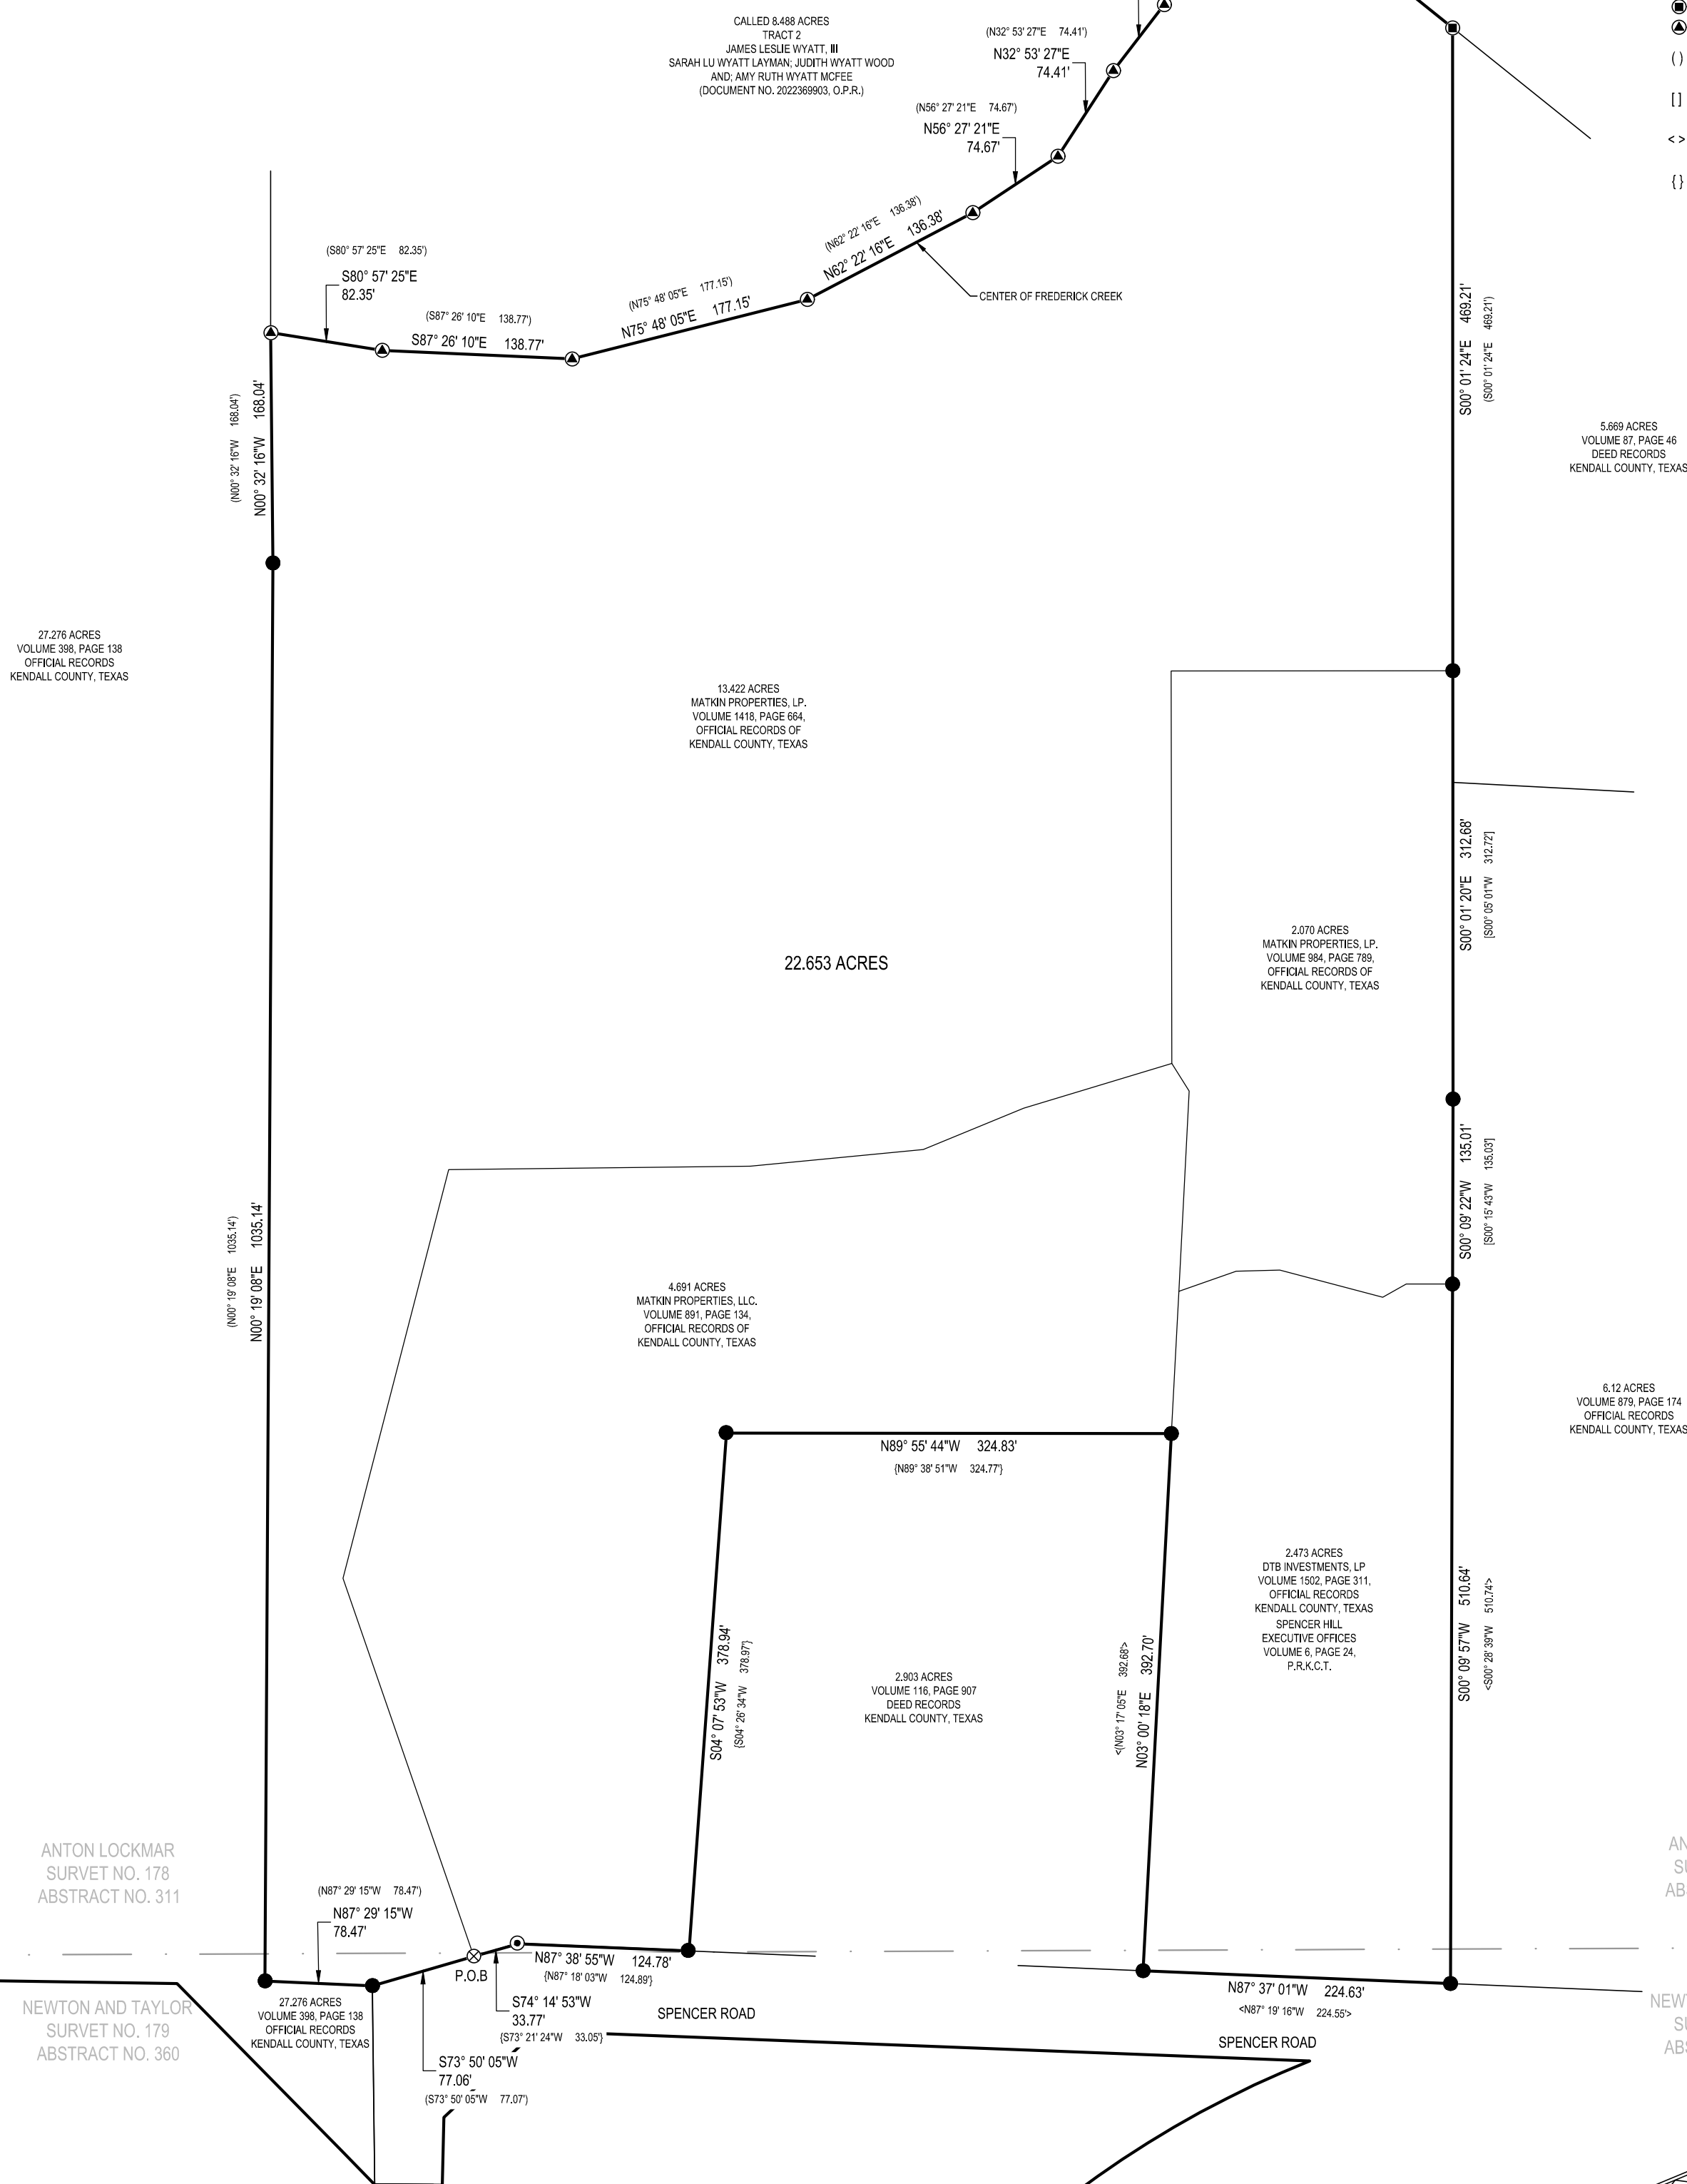 CALLED 8.488 ACRES
TRACT 2
JAMES LESLIE WYATT, III
SARAH LU WYATT LAYMAN; JUDITH WYATT WOOD
AND; AMY RUTH WYATT MCFEE
(DOCUMENT NO. 2022369903, O.P.R.)
(N32° 53' 27"E 74.41')
N32° 53' 27"E
74.41'
(N56° 27' 21"E 74.67')
N56° 27' 21"E
74.67'
( )
[ ]
< >
{ }
(N62° 22' 16"E 136.38')
N62° 22' 16"E 136.38'
CENTER OF FREDERICK CREEK
(S80° 57' 25"E 82.35')
S80° 57' 25"E
82.35'
(S87° 26' 10"E 138.77')
S87° 26' 10"E 138.77'
(N75° 48' 05"E 177.15')
N75° 48' 05"E 177.15'
S00° 01' 24"E 469.21'
(S00° 01' 24"E 469.21')
(N00° 32' 16"W 168.04')
N00° 32' 16"W 168.04'
5.669 ACRES
VOLUME 87, PAGE 46
DEED RECORDS
KENDALL COUNTY, TEXAS
27.276 ACRES
VOLUME 398, PAGE 138
OFFICIAL RECORDS
KENDALL COUNTY, TEXAS
13.422 ACRES
MATKIN PROPERTIES, LP.
VOLUME 1418, PAGE 664,
OFFICIAL RECORDS OF
KENDALL COUNTY, TEXAS
S00° 01' 20"E 312.68'
[S00° 05' 01"W 312.72']
22.653 ACRES
2.070 ACRES
MATKIN PROPERTIES, LP.
VOLUME 984, PAGE 789,
OFFICIAL RECORDS OF
KENDALL COUNTY, TEXAS
S00° 09' 22"W 135.01'
[S00° 15' 43"W 135.03']
(N00° 19' 08"E 1035.14')
N00° 19' 08"E 1035.14'
4.691 ACRES
MATKIN PROPERTIES, LLC.
VOLUME 891, PAGE 134,
OFFICIAL RECORDS OF
KENDALL COUNTY, TEXAS
6.12 ACRES
VOLUME 879, PAGE 174
OFFICIAL RECORDS
KENDALL COUNTY, TEXAS
N89° 55' 44"W 324.83'
{N89° 38' 51"W 324.77'}
2.473 ACRES
DTB INVESTMENTS, LP
VOLUME 1502, PAGE 311,
OFFICIAL RECORDS
KENDALL COUNTY, TEXAS
SPENCER HILL
EXECUTIVE OFFICES
VOLUME 6, PAGE 24,
P.R.K.C.T.
S00° 09' 57"W 510.64'
<S00° 28' 39"W 510.74'>
S04° 07' 53"W 378.94'
{S04° 26' 34"W 378.97'}
2.903 ACRES
VOLUME 116, PAGE 907
DEED RECORDS
KENDALL COUNTY, TEXAS
<(N03° 17' 05"E 392.68'>
N03° 00' 18"E 392.70'
ANTON LOCKMAR
SURVET NO. 178
ABSTRACT NO. 311
AN
SU
AB
(N87° 29' 15"W 78.47')
N87° 29' 15"W
78.47'
P.O.B
N87° 38' 55"W 124.78'
{N87° 18' 03"W 124.89'}
N87° 37' 01"W 224.63'
<N87° 19' 16"W 224.55'>
NEWTON AND TAYLOR
SURVET NO. 179
ABSTRACT NO. 360
27.276 ACRES
VOLUME 398, PAGE 138
OFFICIAL RECORDS
KENDALL COUNTY, TEXAS
S74° 14' 53"W
33.77'
{S73° 21' 24"W 33.05'}
SPENCER ROAD
SPENCER ROAD
NEW
SU
ABS
S73° 50' 05"W
77.06'
(S73° 50' 05"W 77.07')